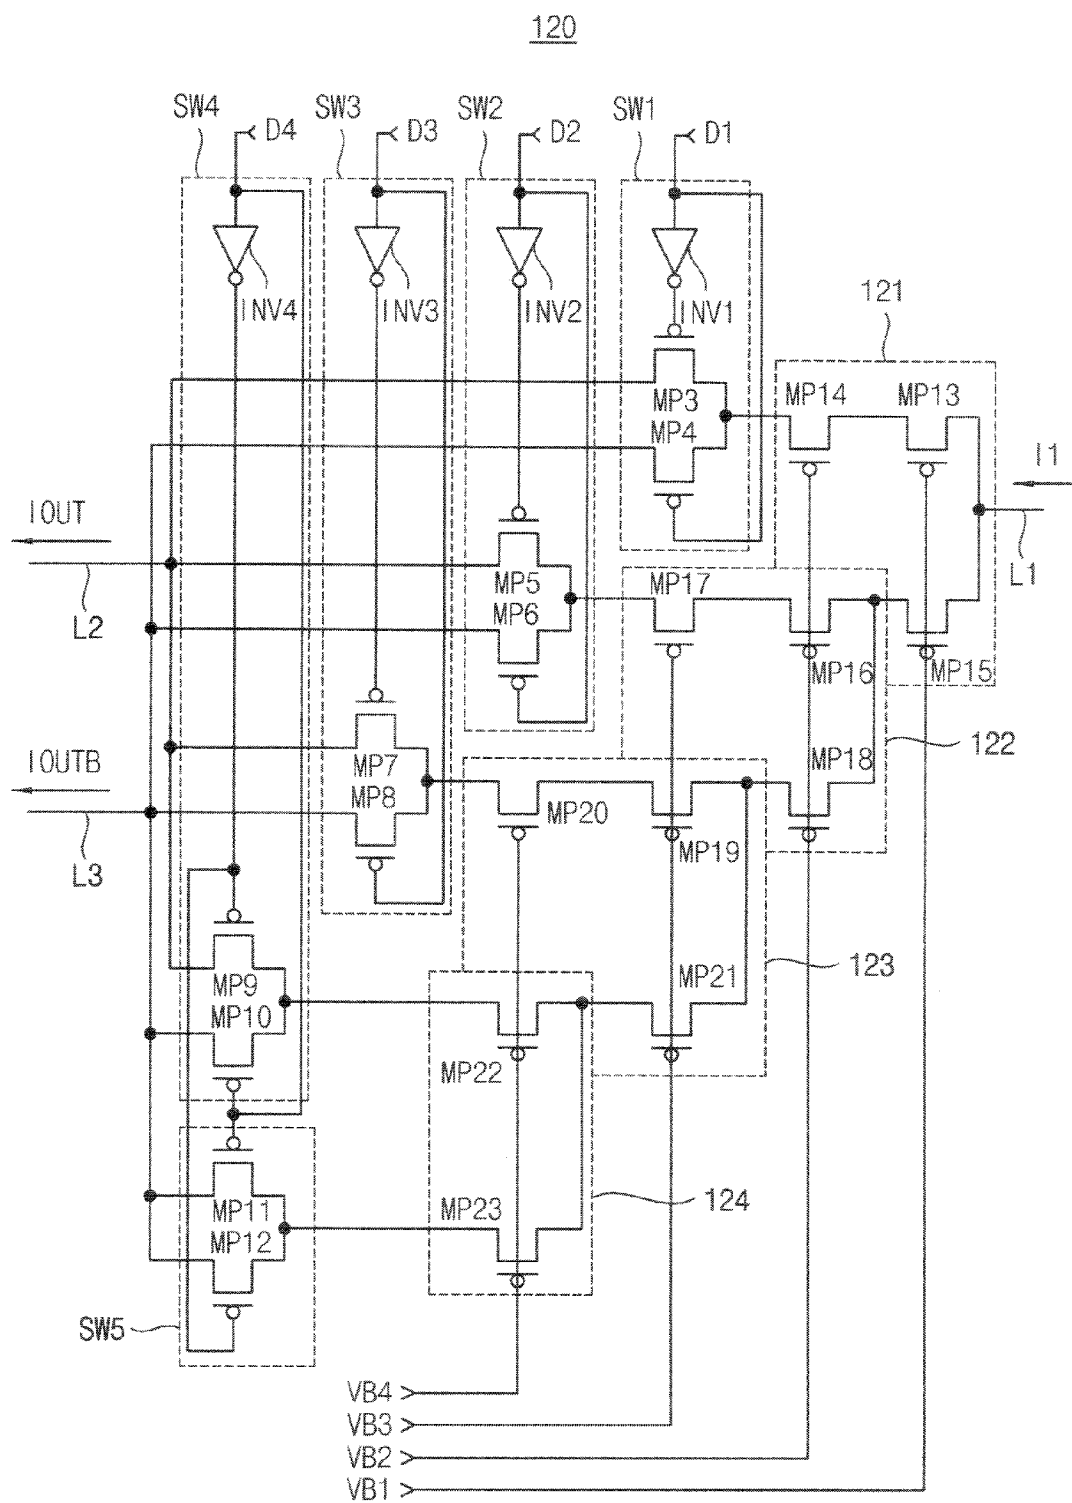 120
SW4 SW3 SW2 SW1
D4 D3 D2 D1
INV4 INV3 INV2 INV1
121
MP14 MP13
MP3
MP4
I1
IOUT
L1
L2
MP5
MP6
MP17
MP16 MP15
122
IOUTB
MP7
MP8
MP18
MP20
MP19
L3
123
MP9
MP10
MP21
MP22
124
MP11
MP12
MP23
SW5
VB4
VB3
VB2
VB1